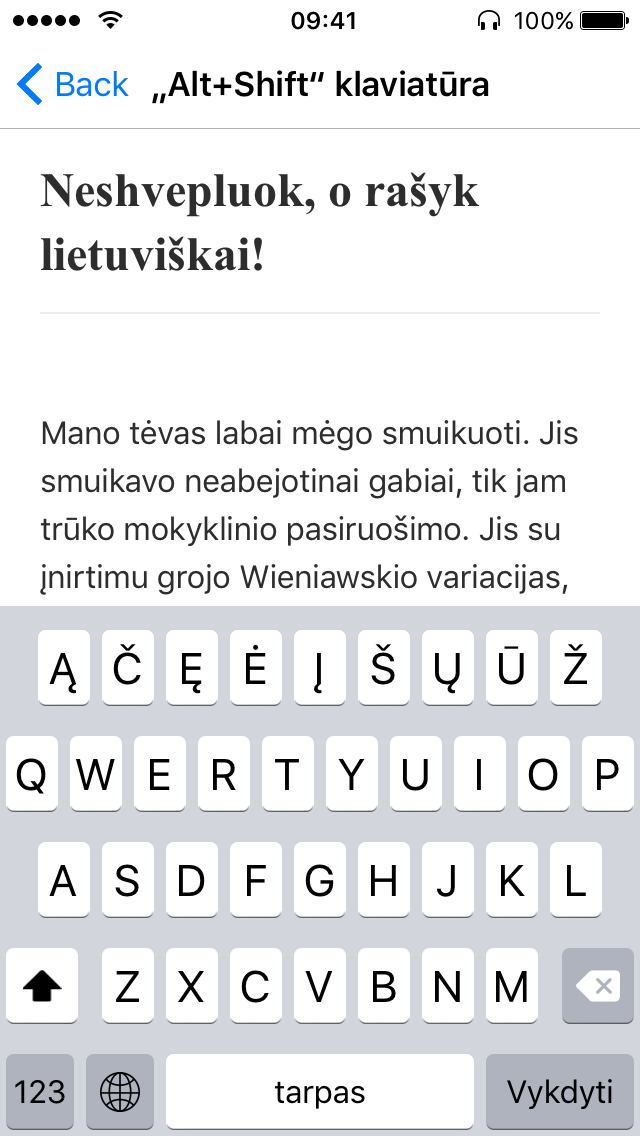 09:41 100%
Back „Alt+Shift“ klaviatūra
Neshvepluok, o rašyk
lietuviškai!
Mano tėvas labai mėgo smuikuoti. Jis
smuikavo neabejotinai gabiai, tik jam
trūko mokyklinio pasiruošimo. Jis su
įnirtimu grojo Wieniawskio variacijas,
Ą Č Ę Ė Į Š Ų Ū Ž
Q W E R T Y U I O P
A S D F G H J K L
Z X C V B N M
123 tarpas Vykdyti